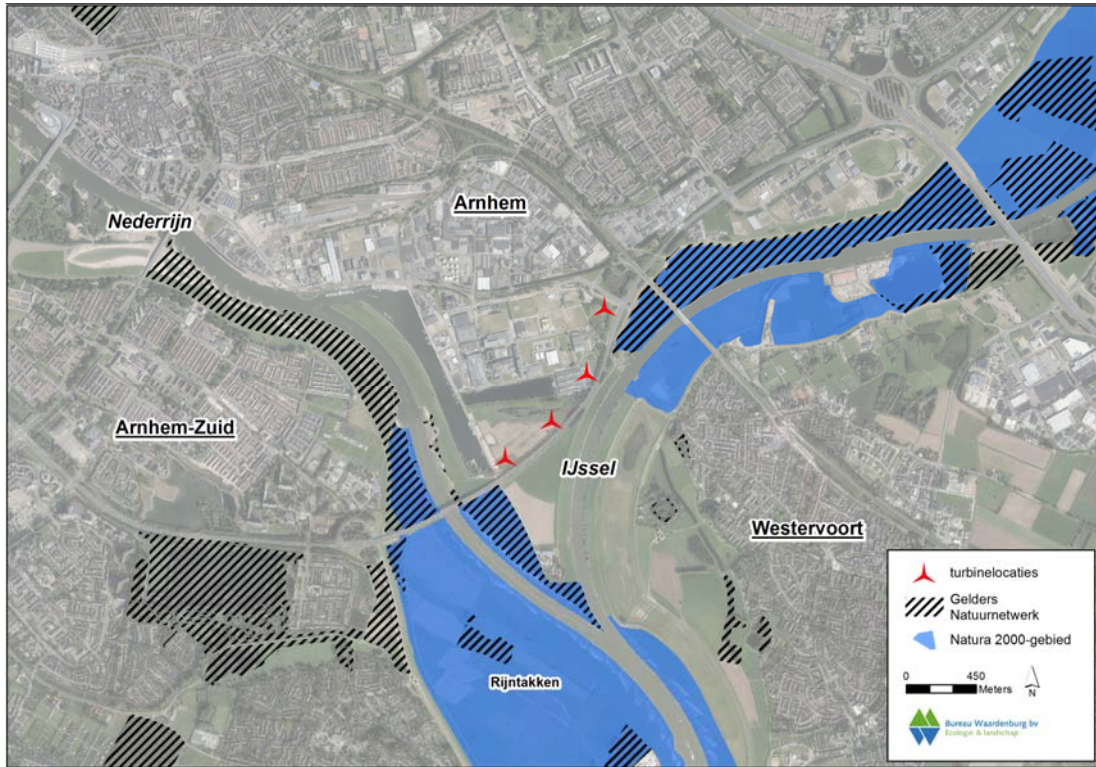 Nederrijn
Arnhem
Arnhem-Zuid
IJssel
Westervoort
Rijntakken
turbinelocaties
Gelders
Natuurnetwerk
Natura 2000-gebied
0 450
Meters
N
Bureau Waardenburg bv
Ecologie & landschap